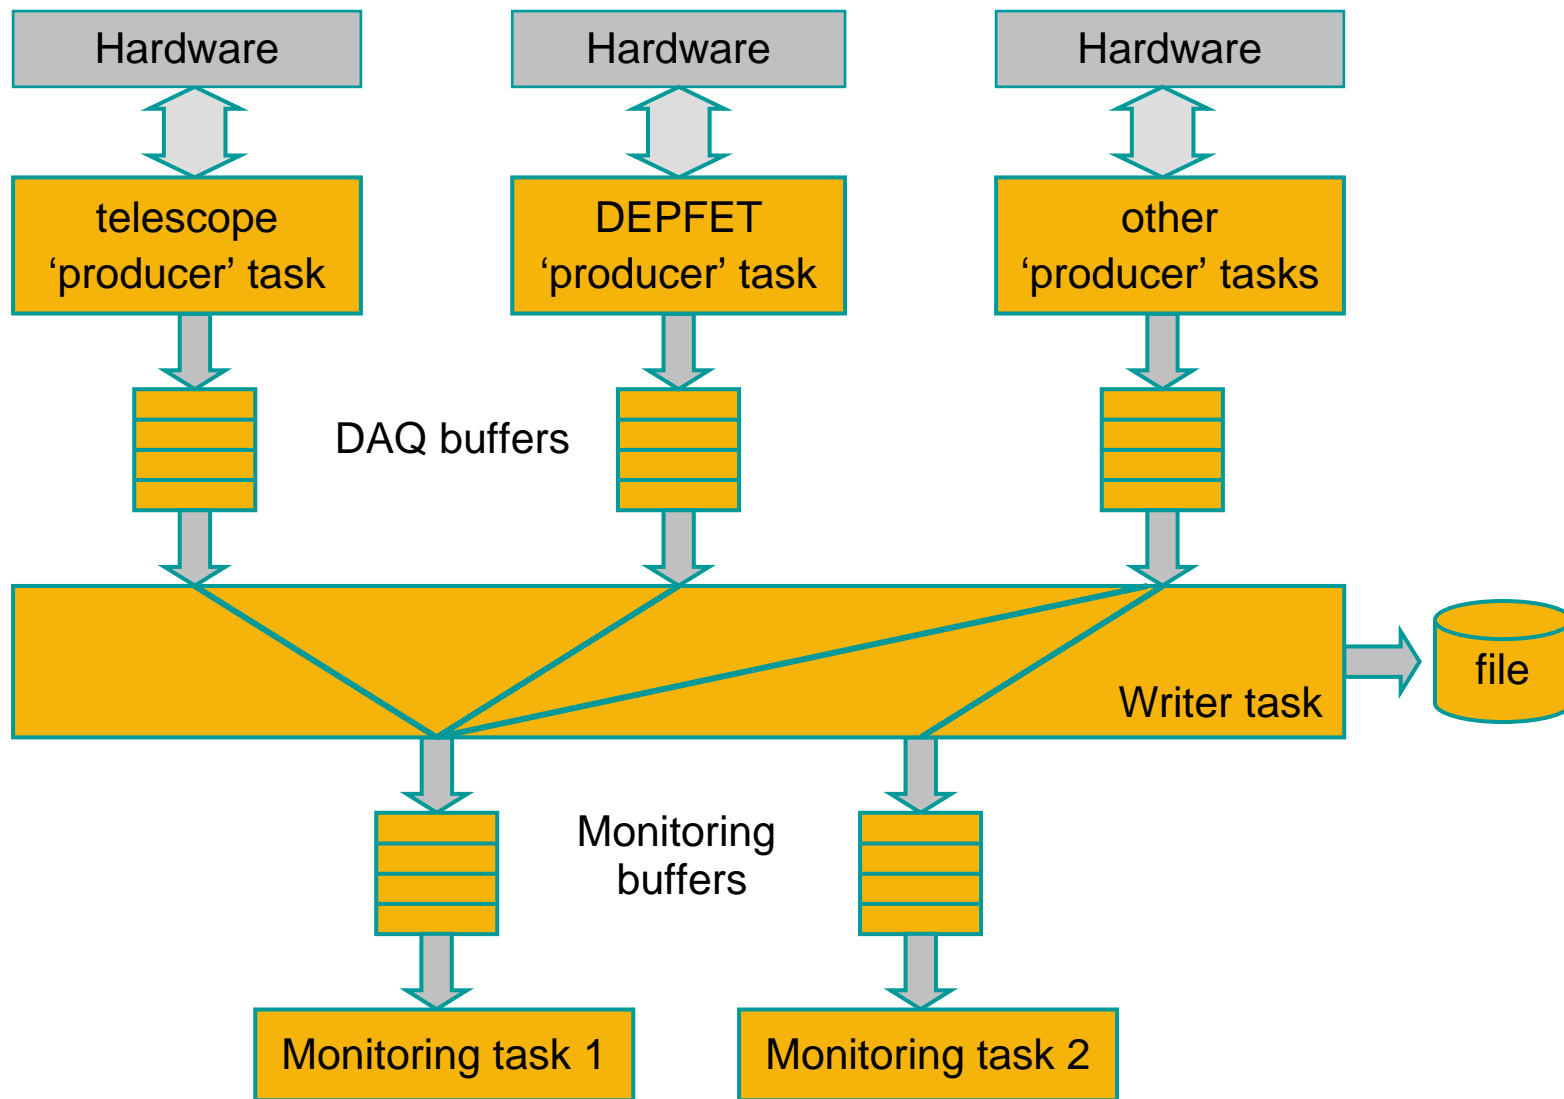 Hardware
Hardware
Hardware
telescope
‘producer’ task
DEPFET
‘producer’ task
other
‘producer’ tasks
DAQ buffers
Writer task
file
Monitoring
buffers
Monitoring task 1
Monitoring task 2